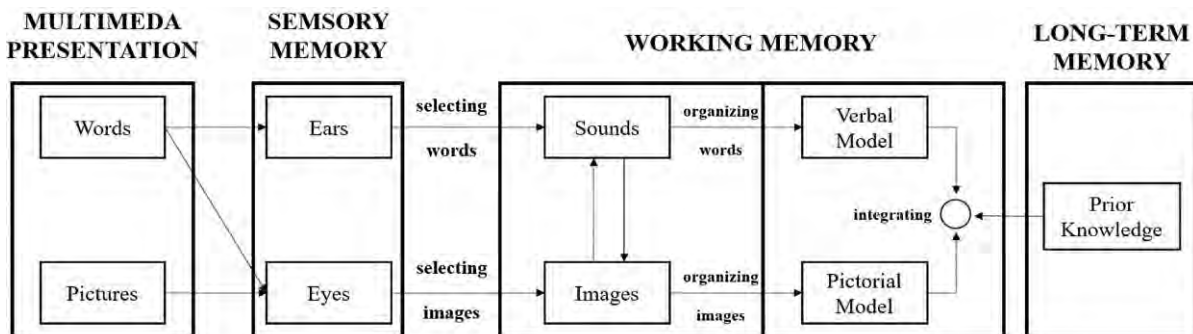 MULTIMEDA
PRESENTATION
SEMSORY
MEMORY
WORKING MEMORY
LONG-TERM
MEMORY
Words
Ears
selecting
words
Sounds
organizing
words
Verbal
Model
integrating
Prior
Knowledge
Pictures
Eyes
selecting
images
Images
organizing
images
Pictorial
Model